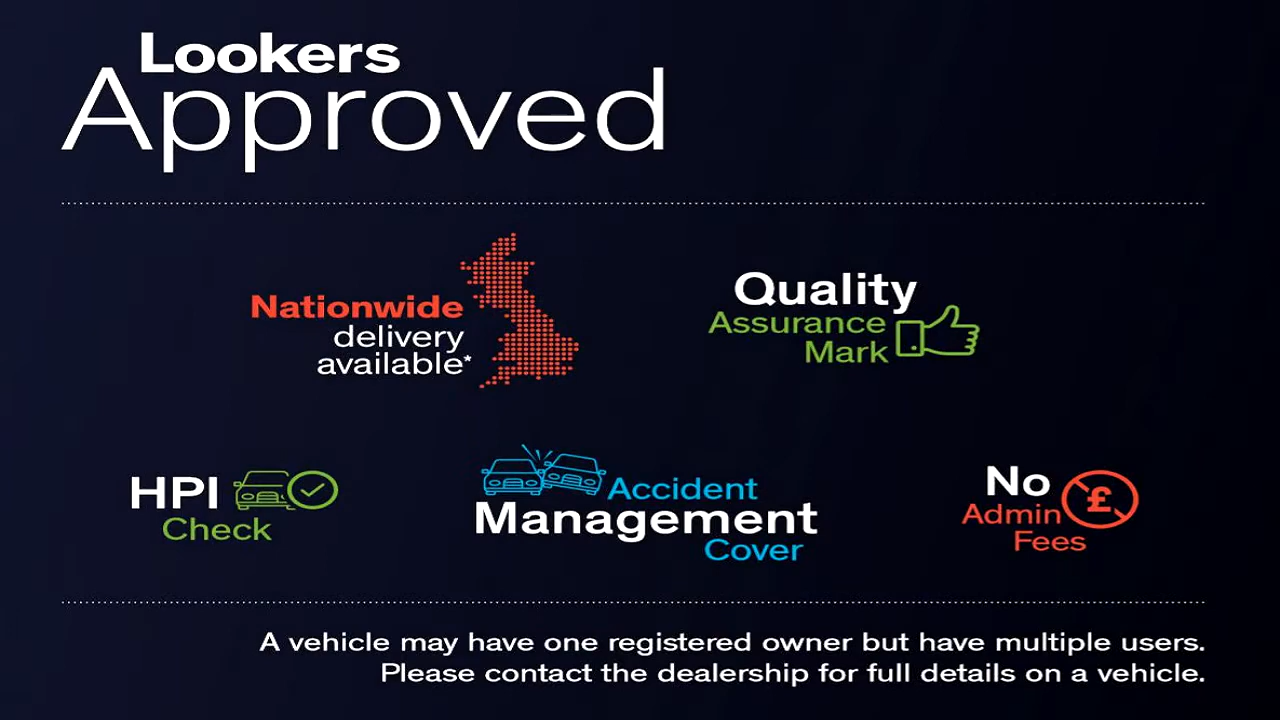 Lookers
Approved
Nationwide
delivery
available*
Quality
Assurance
Mark
HPI
Check
Accident
Management
Cover
No
Admin
£
Fees
A vehicle may have one registered owner but have multiple users.
Please contact the dealership for full details on a vehicle.